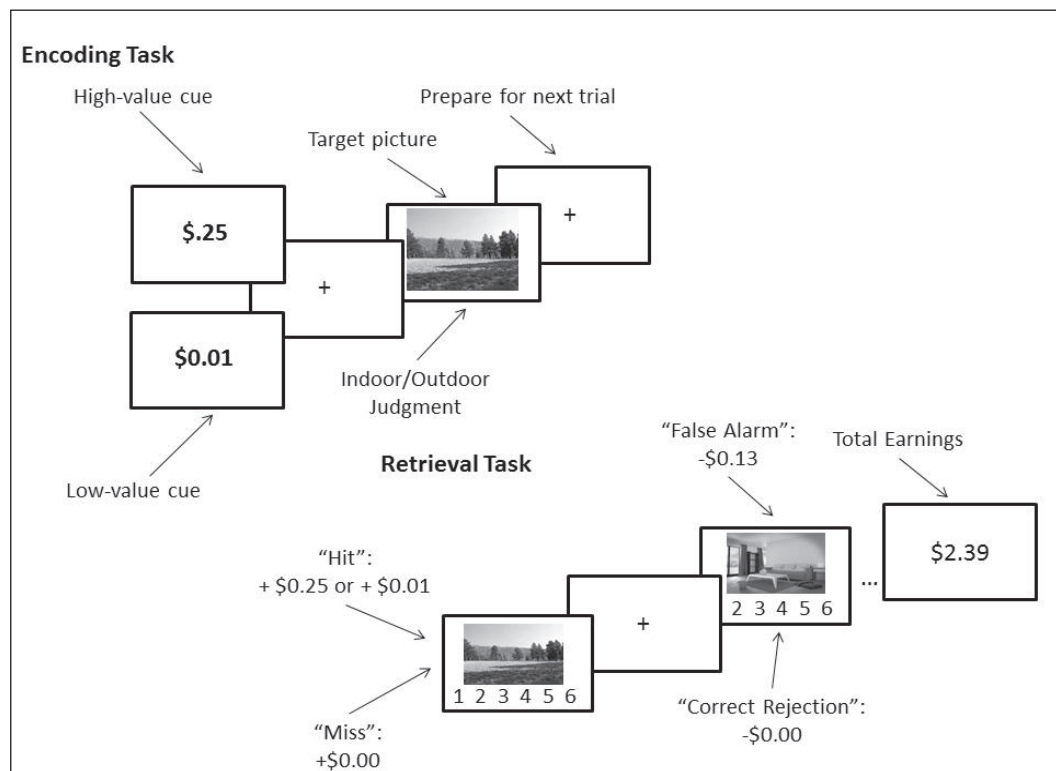 Encoding Task
High-value cue
Prepare for next trial
Target picture
$.25
+
+
$0.01
Indoor/Outdoor
Judgment
Low-value cue
Retrieval Task
“False Alarm”:
-$0.13
Total Earnings
“Hit”:
+ $0.25 or + $0.01
$2.39
...
2 3 4 5 6
+
1 2 3 4 5 6
“Miss”:
+$0.00
“Correct Rejection”:
-$0.00